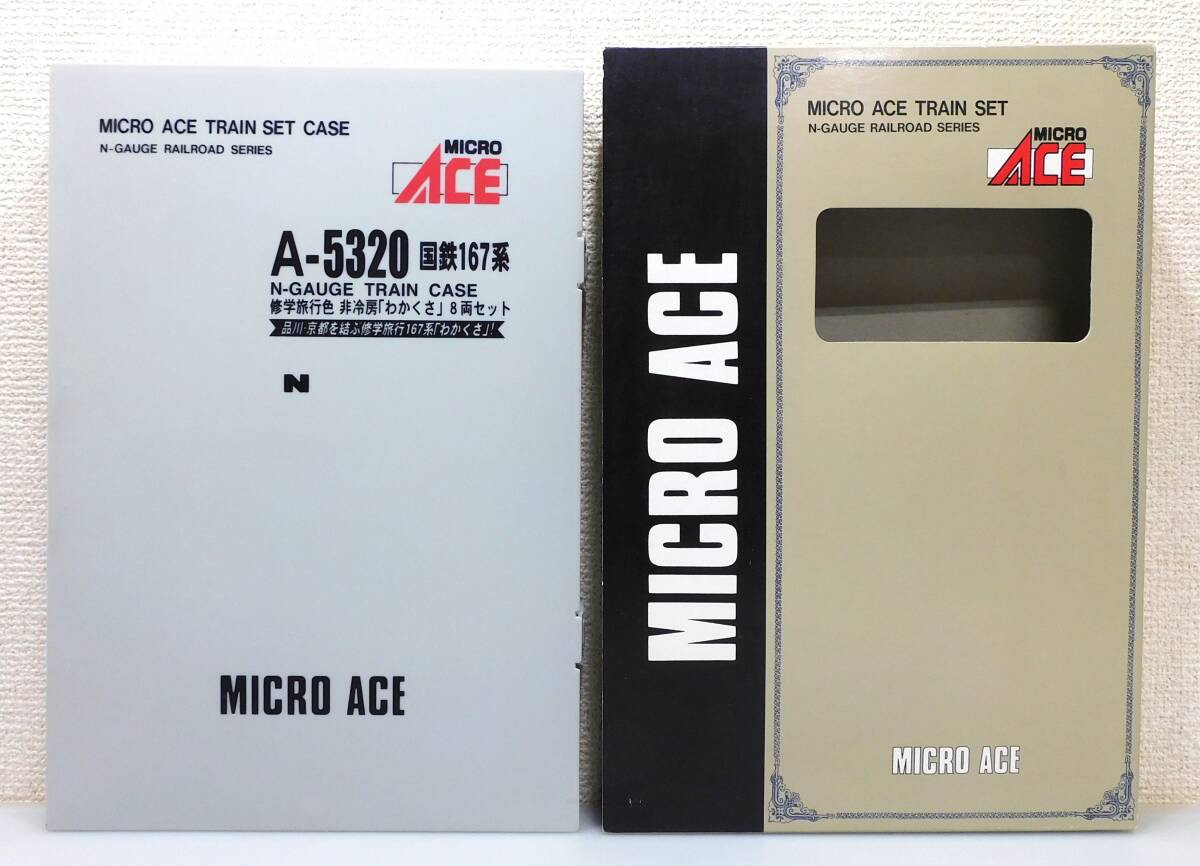 MICRO ACE TRAIN SET CASE
N-GAUGE RAILROAD SERIES
MICRO
ACE
A-5320 国鉄167系
N-GAUGE TRAIN CASE
修学旅行色 非冷房「わかくさ」8両セット
品川・京都を結ぶ修学旅行167系「わかくさ」!
N
MICRO ACE
MICRO ACE
MICRO ACE TRAIN SET
N-GAUGE RAILROAD SERIES
MICRO
ACE
MICRO ACE